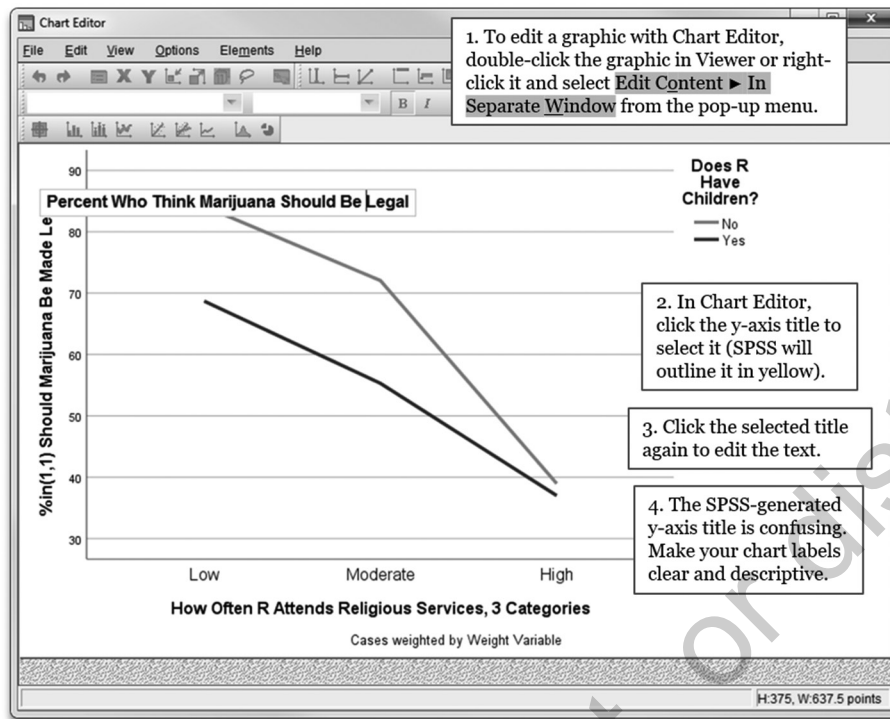 Chart Editor
File Edit View Options Elements Help
1. To edit a graphic with Chart Editor,
double-click the graphic in Viewer or right-
click it and select Edit Content ► In
Separate Window from the pop-up menu.
X Y
B I
90
80
70
60
50
40
30
Percent Who Think Marijuana Should Be Legal
%in(1,1) Should Marijuana Be Made Le
Does R
Have
Children?
No
Yes
2. In Chart Editor,
click the y-axis title to
select it (SPSS will
outline it in yellow).
3. Click the selected title
again to edit the text.
4. The SPSS-generated
y-axis title is confusing.
Make your chart labels
clear and descriptive.
Low Moderate High
How Often R Attends Religious Services, 3 Categories
Cases weighted by Weight Variable
H:375, W:637.5 points
or dis